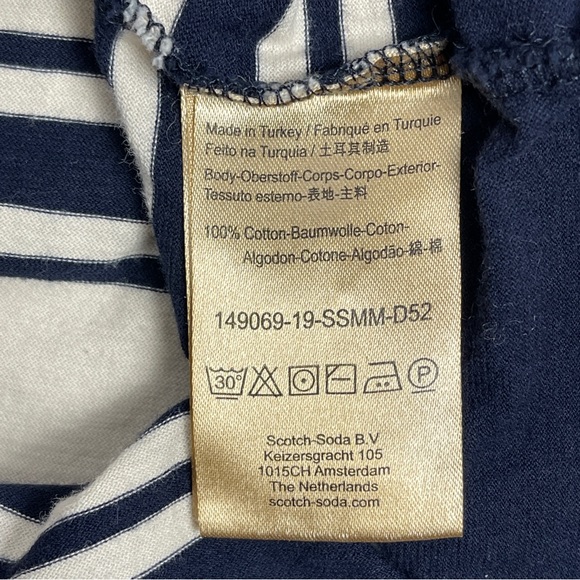 Made in Turkey / Fabriqué en Turquie
Feito na Turquia / 土耳其制造
Body-Oberstoff-Corps-Corpo-Exterior-
Tessuto esterno-表地-主料
100% Cotton-Baumwolle-Coton-
Algodon-Cotone-Algodão-綿-棉
149069-19-SSMM-D52
30° P
Scotch-Soda B.V
Keizersgracht 105
1015CH Amsterdam
The Netherlands
scotch-soda.com